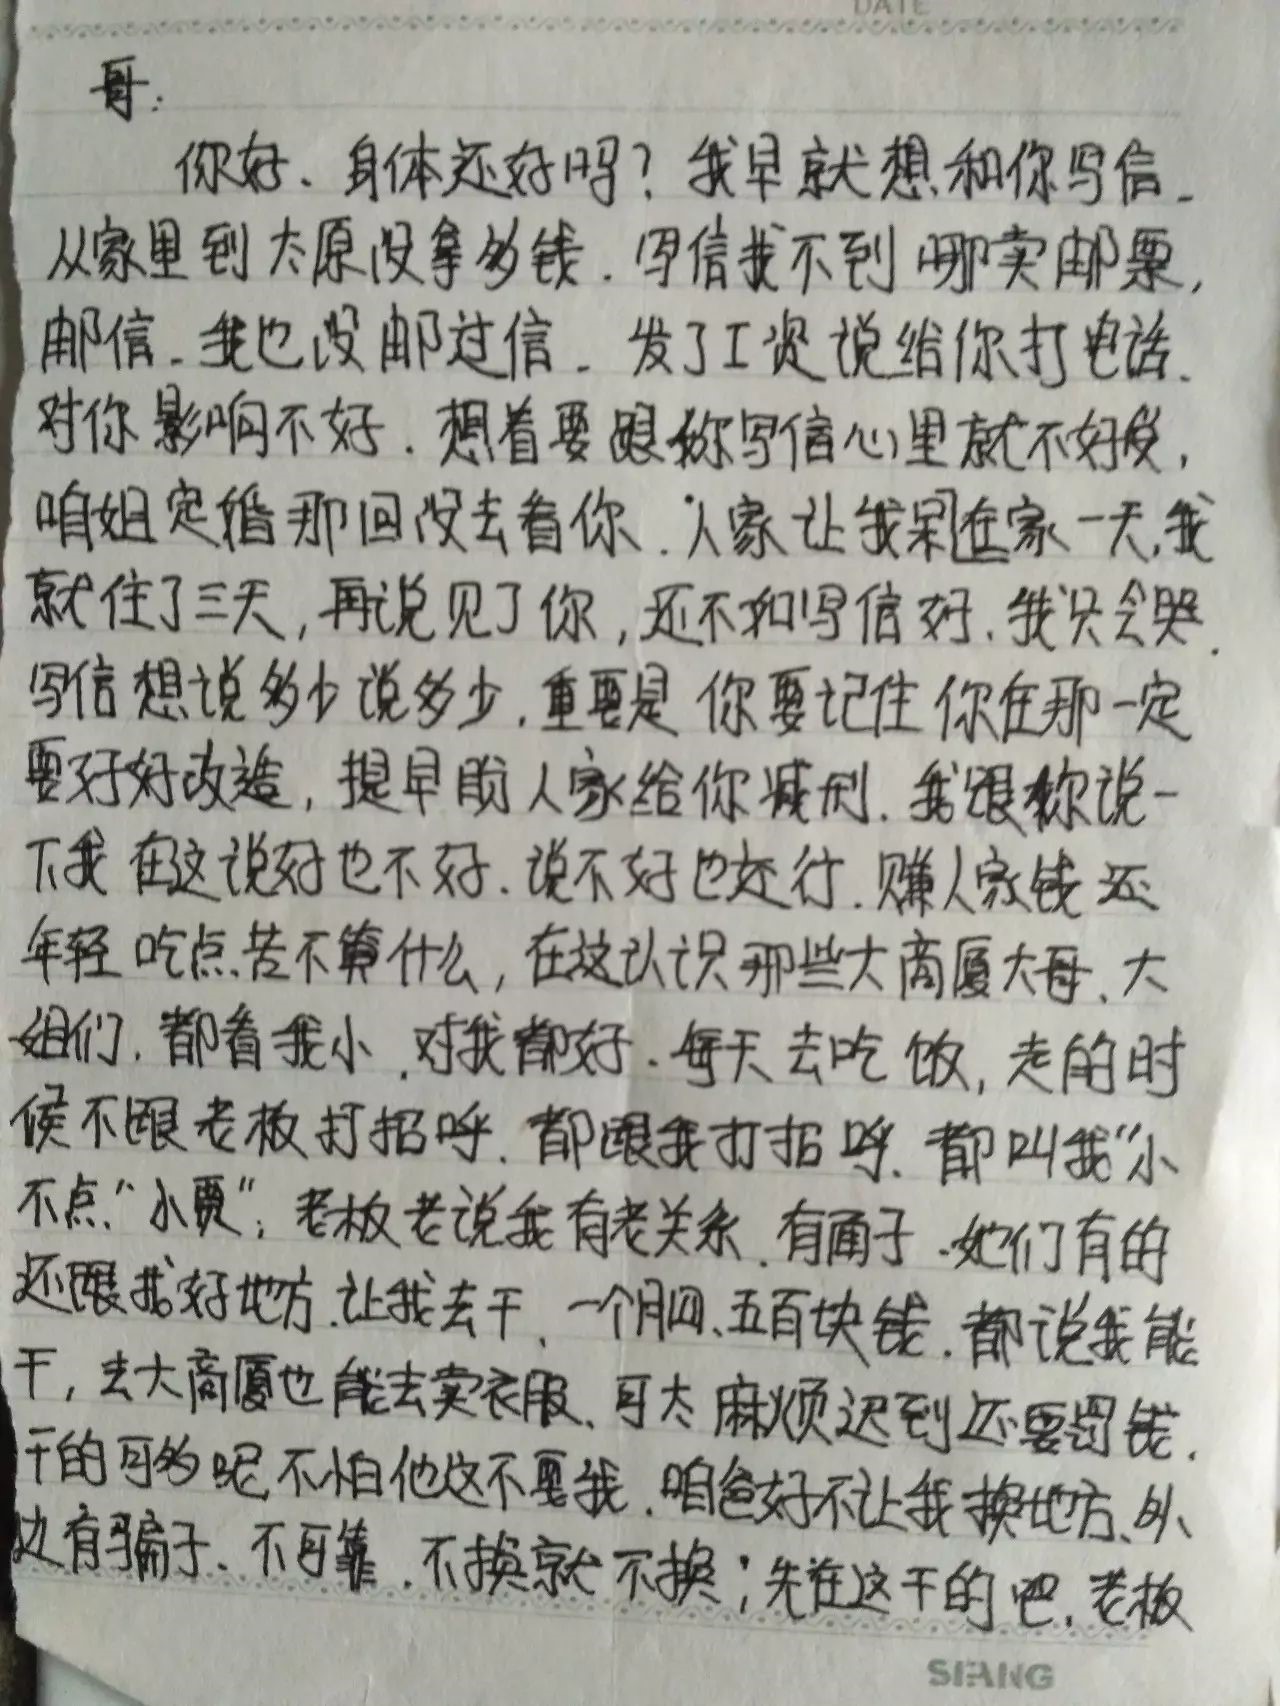 DATE
哥:
你好、身体还好吗?我早就想和你写信.
从家里到太原没拿多钱.写信我不到哪卖邮票,
邮信.我也没邮过信.发了工资说给你打电话.
对你影响不好.想着要跟你写信心里就不好受,
咱姐定婚那回没去看你.人家让我呆在家一天,我
就住了三天,再说见了你,还不如写信好、我只会哭.
写信想说多少说多少.重要是你要记住你在那一定
要好好改造,提早盼人家给你减刑.我跟你说一
下我在这说好也不好.说不好也还行.赚人家钱还
年轻吃点苦不算什么,在这认识那些大商厦大哥、大
姐们.都看我小.对我都好.每天去吃饭,走的时
候不跟老板打招呼.都跟我打招呼.都叫我"小
不点"小贾";老板老说我有老关系.有面子.她们有的
还跟我好地方.让我去干、一个月四、五百块钱.都说我能
干,去大商厦也能去卖衣服、可太麻烦迟到还要罚钱.
干的可多呢不怕他这不要我.咱爸好不让我换地方、外
边有骗子、不可靠.不换就不换;先在这干的吧.老板
SIFANG